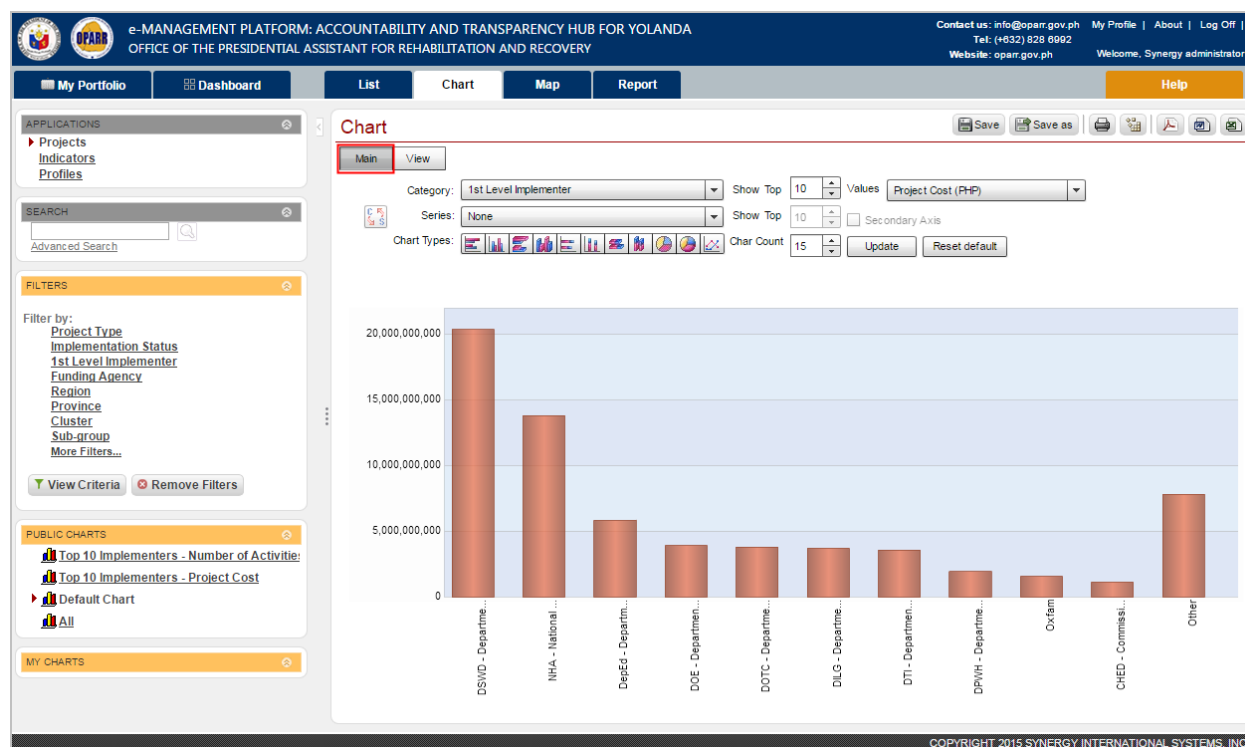 e-MANAGEMENT PLATFORM: ACCOUNTABILITY AND TRANSPARENCY HUB FOR YOLANDA
OFFICE OF THE PRESIDENTIAL ASSISTANT FOR REHABILITATION AND RECOVERY
OPARR
Contact us: info@oparr.gov.ph
Tel: (+632) 828 6992
Website: oparr.gov.ph
My Profile | About | Log Off |
Welcome, Synergy administrator
My Portfolio
Dashboard
List
Chart
Map
Report
Help
APPLICATIONS
Projects
Indicators
Profiles
SEARCH
Advanced Search
FILTERS
Filter by:
Project Type
Implementation Status
1st Level Implementer
Funding Agency
Region
Province
Cluster
Sub-group
More Filters...
View Criteria
Remove Filters
PUBLIC CHARTS
Top 10 Implementers - Number of Activitie
Top 10 Implementers - Project Cost
Default Chart
All
MY CHARTS
Chart
Save
Save as
Main
View
Category: 1st Level Implementer Show Top 10 Values Project Cost (PHP)
Series: None Show Top 10 Secondary Axis
Chart Types: Char Count 15 Update Reset default
20,000,000,000
15,000,000,000
10,000,000,000
5,000,000,000
0
DSWD - Departme...
NHA - National ...
DepEd - Departm...
DOE - Departmen...
DOTC - Departme...
DILG - Departme...
DTI - Departmen...
DPWH - Departme...
Oxfam
CHED - Commissi...
Other
COPYRIGHT 2015 SYNERGY INTERNATIONAL SYSTEMS, INC